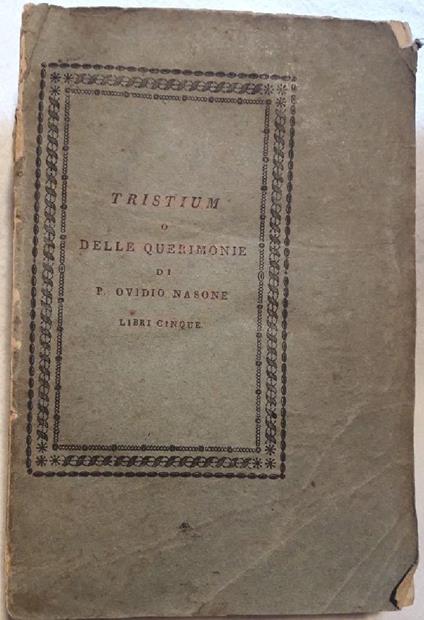 TRISTIUM
O
DELLE QUERIMONIE
DI
P. OVIDIO NASONE
LIBRI CINQUE.